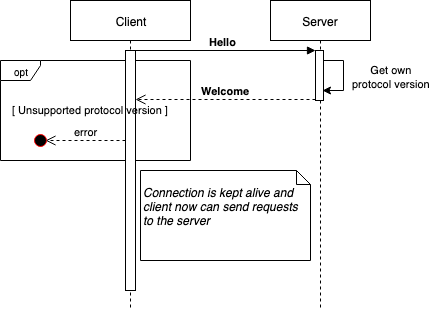 Client
Server
Hello
opt
Get own
protocol version
Welcome
[ Unsupported protocol version ]
error
Connection is kept alive and
client now can send requests
to the server